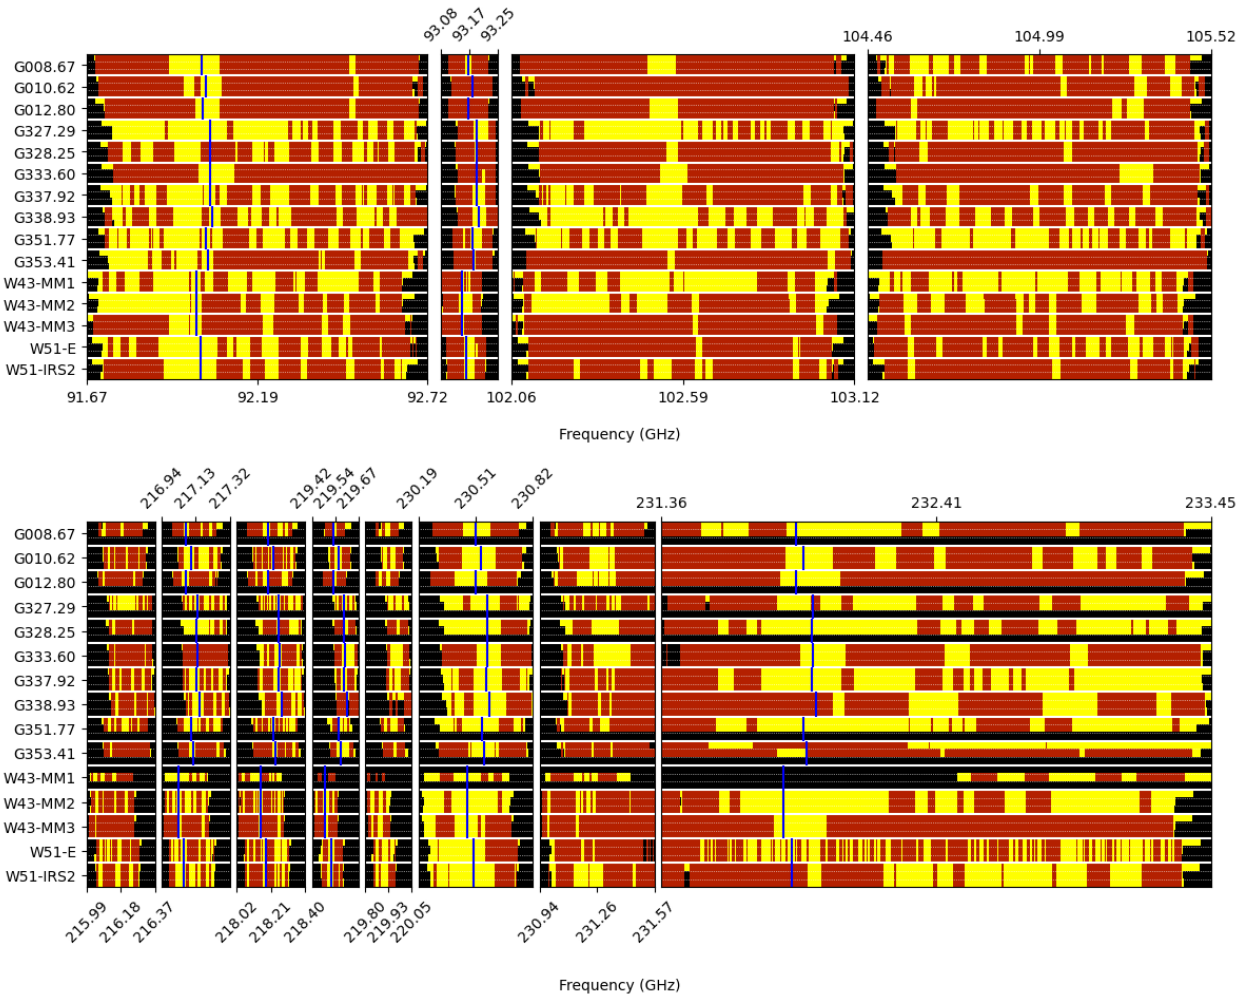 93.08 93.17 93.25
104.46 104.99 105.52
G008.67
G010.62
G012.80
G327.29
G328.25
G333.60
G337.92
G338.93
G351.77
G353.41
W43-MM1
W43-MM2
W43-MM3
W51-E
W51-IRS2
91.67 92.19 92.72 102.06 102.59 103.12
Frequency (GHz)
216.94 217.13 217.32 219.42 219.54 219.67 230.19 230.51 230.82 231.36 232.41 233.45
G008.67
G010.62
G012.80
G327.29
G328.25
G333.60
G337.92
G338.93
G351.77
G353.41
W43-MM1
W43-MM2
W43-MM3
W51-E
W51-IRS2
215.99 216.18 216.37 218.02 218.21 218.40 219.80 219.93 220.05 230.94 231.26 231.57
Frequency (GHz)